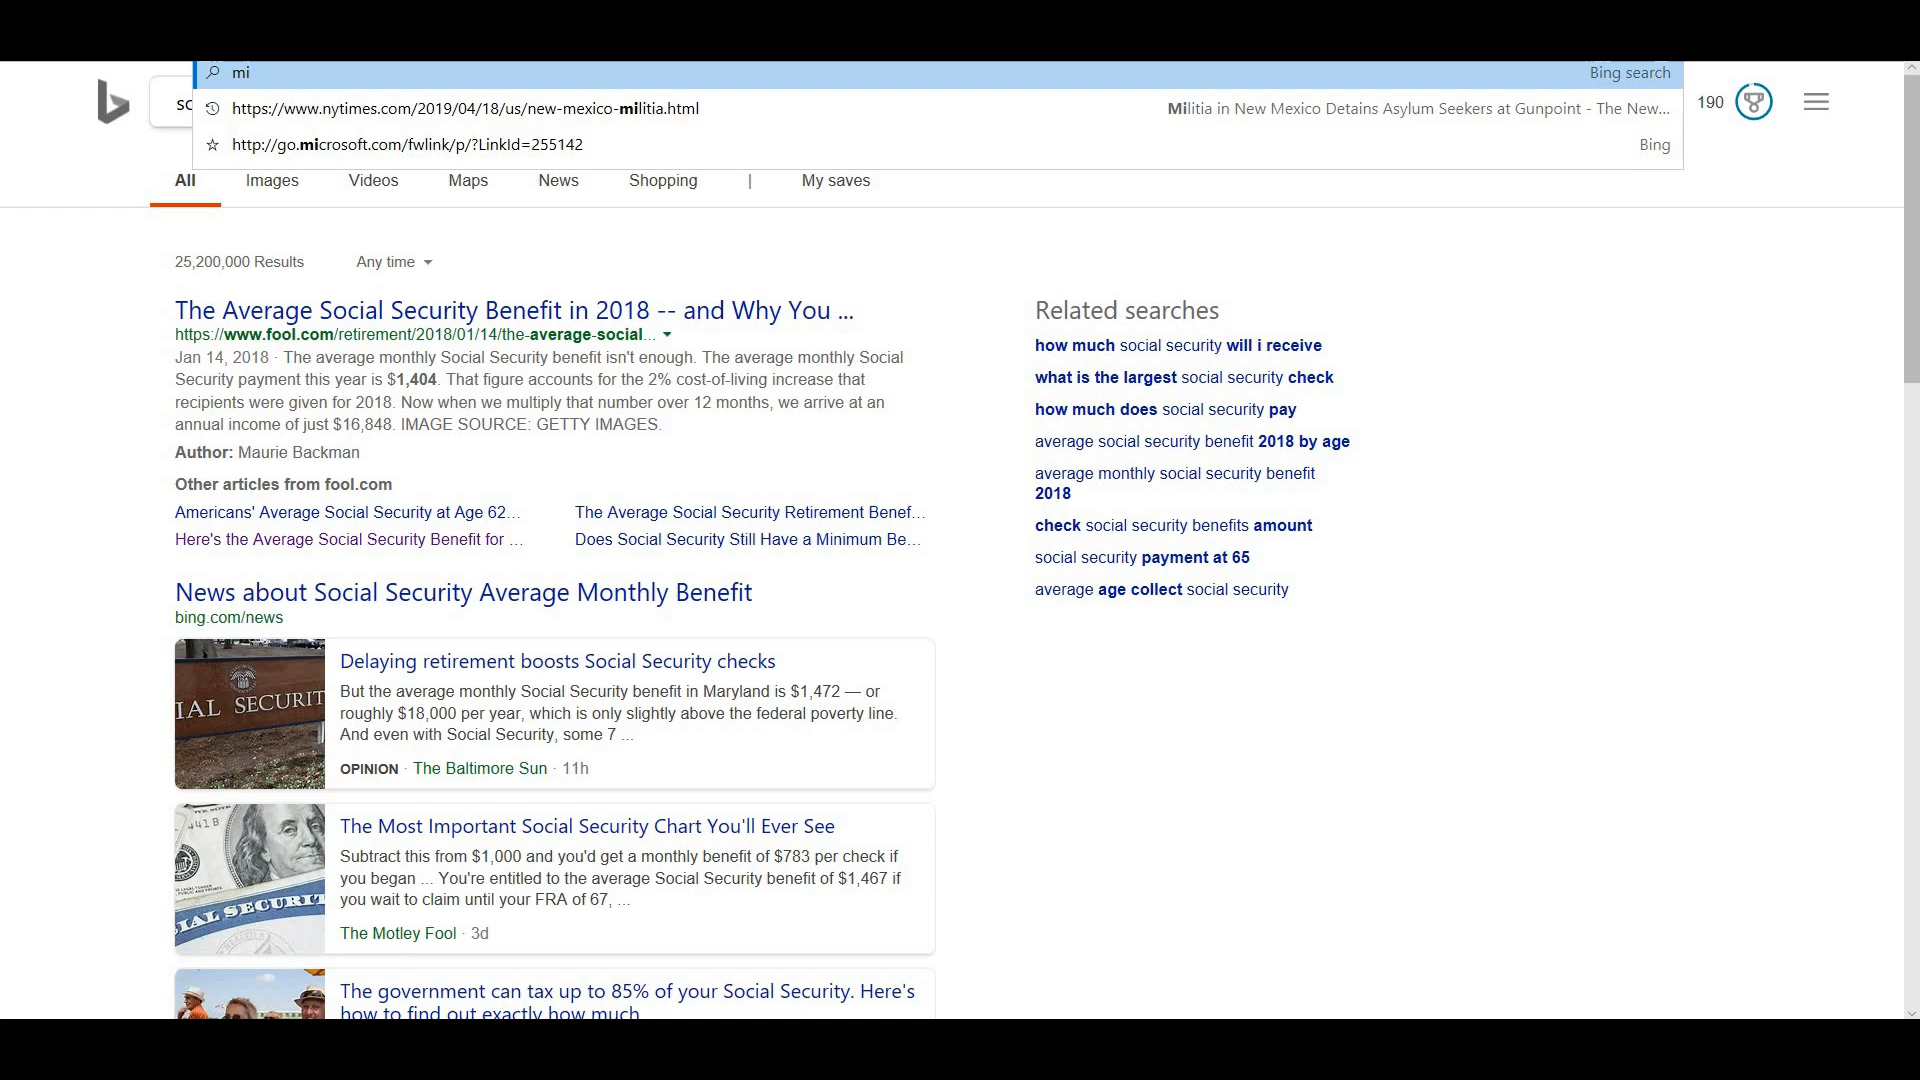 mi
Bing search
https://www.nytimes.com/2019/04/18/us/new-mexico-militia.html
Militia in New Mexico Detains Asylum Seekers at Gunpoint - The New...
http://go.microsoft.com/fwlink/p/?LinkId=255142
Bing
190
All
Images
Videos
Maps
News
Shopping
|
My saves
25,200,000 Results
Any time
The Average Social Security Benefit in 2018 -- and Why You ...
https://www.fool.com/retirement/2018/01/14/the-average-social...
Jan 14, 2018 · The average monthly Social Security benefit isn't enough. The average monthly Social
Security payment this year is $1,404. That figure accounts for the 2% cost-of-living increase that
recipients were given for 2018. Now when we multiply that number over 12 months, we arrive at an
annual income of just $16,848. IMAGE SOURCE: GETTY IMAGES.
Author: Maurie Backman
Other articles from fool.com
Americans' Average Social Security at Age 62...
The Average Social Security Retirement Benef...
Here's the Average Social Security Benefit for ...
Does Social Security Still Have a Minimum Be...
News about Social Security Average Monthly Benefit
bing.com/news
IAL SECURIT
Delaying retirement boosts Social Security checks
But the average monthly Social Security benefit in Maryland is $1,472 — or
roughly $18,000 per year, which is only slightly above the federal poverty line.
And even with Social Security, some 7 ...
OPINION · The Baltimore Sun · 11h
441B
IAL SECURIT
The Most Important Social Security Chart You'll Ever See
Subtract this from $1,000 and you'd get a monthly benefit of $783 per check if
you began ... You're entitled to the average Social Security benefit of $1,467 if
you wait to claim until your FRA of 67, ...
The Motley Fool · 3d
The government can tax up to 85% of your Social Security. Here's
how to find out exactly how much
Related searches
how much social security will i receive
what is the largest social security check
how much does social security pay
average social security benefit 2018 by age
average monthly social security benefit
2018
check social security benefits amount
social security payment at 65
average age collect social security